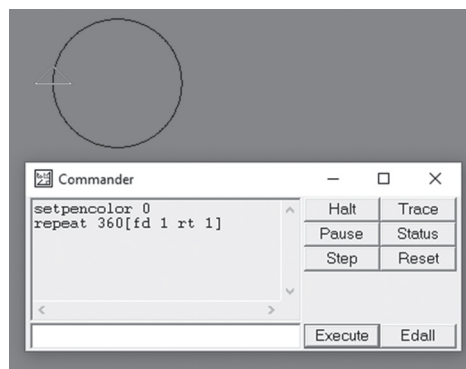 Commander
setpencolor 0
repeat 360[fd 1 rt 1]
Halt Trace
Pause Status
Step Reset
Execute Edall